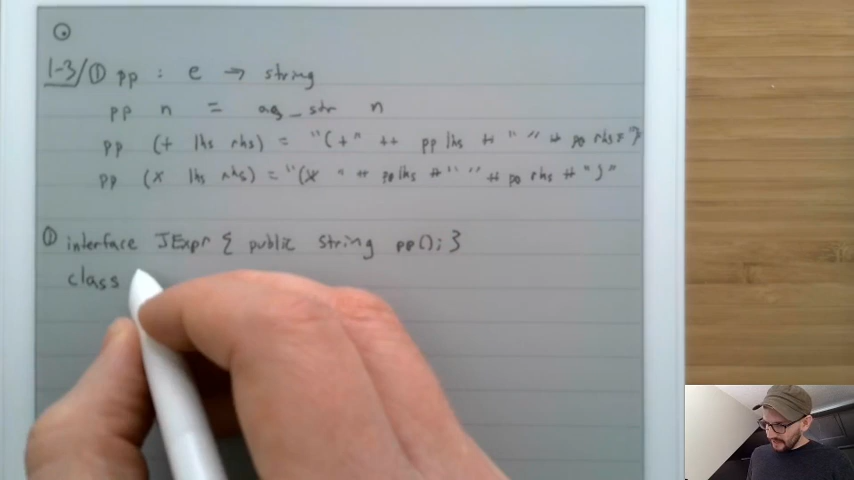 1-3/① pp : e → string
pp n = as_str n
pp (+ lhs rhs) = "(+" ++ pp lhs ++ " " ++ pp rhs ++ ")"
pp (× lhs rhs) = "(× " ++ pp lhs ++ " " ++ pp rhs ++ ")"
① interface JExpr { public String pp(); }
class